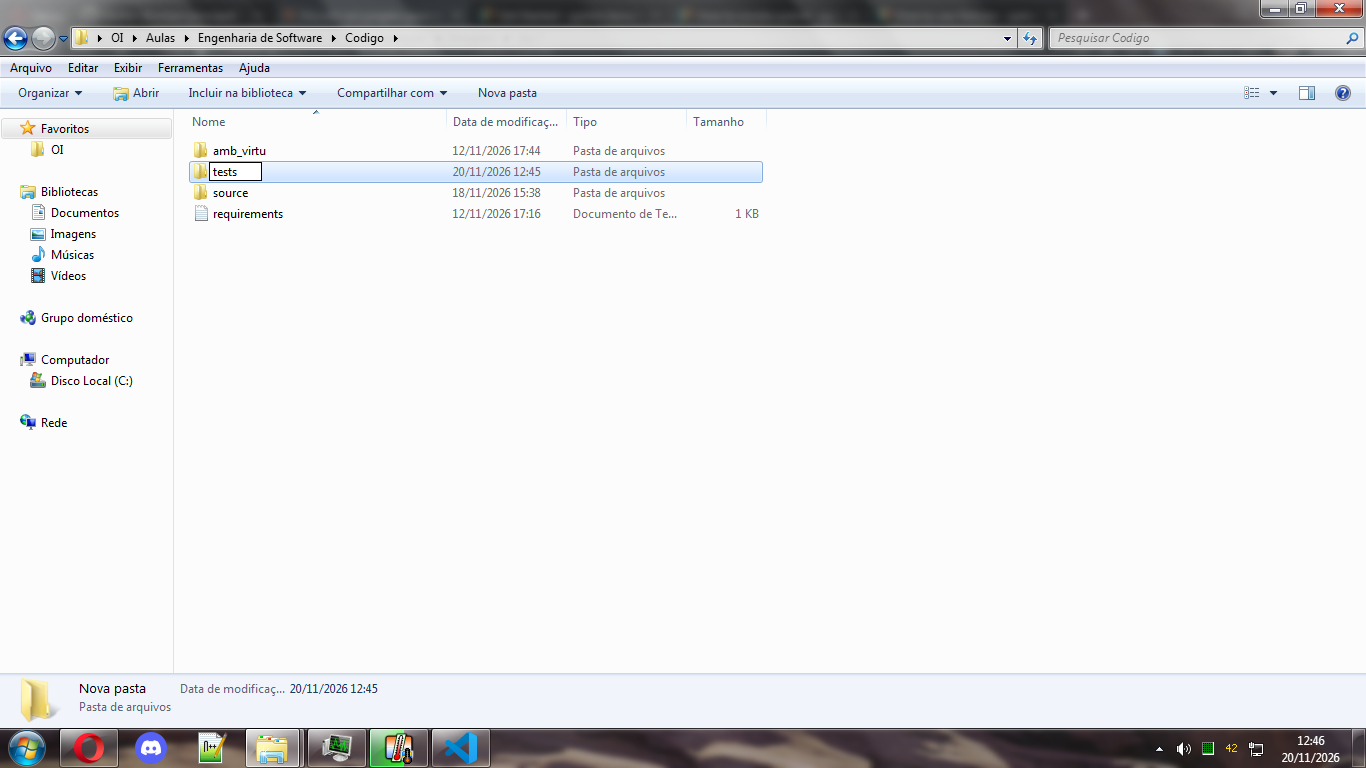 OI Aulas Engenharia de Software Codigo
Pesquisar Codigo
Arquivo Editar Exibir Ferramentas Ajuda
Organizar Abrir Incluir na biblioteca Compartilhar com Nova pasta
Favoritos
OI
Bibliotecas
Documentos
Imagens
Músicas
Vídeos
Grupo doméstico
Computador
Disco Local (C:)
Rede
Nome Data de modificaç... Tipo Tamanho
amb_virtu 12/11/2026 17:44 Pasta de arquivos
tests 20/11/2026 12:45 Pasta de arquivos
source 18/11/2026 15:38 Pasta de arquivos
requirements 12/11/2026 17:16 Documento de Te... 1 KB
Nova pasta Data de modificaç... 20/11/2026 12:45
Pasta de arquivos
42
12:46
20/11/2026